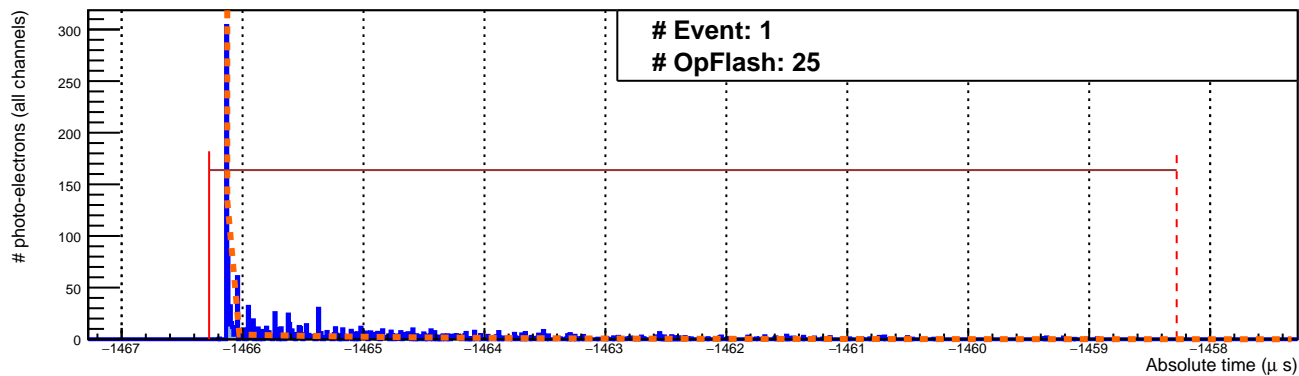 # Event: 1
# OpFlash: 25
# photo-electrons (all channels)
300
250
200
150
100
50
0
−1467 −1466 −1465 −1464 −1463 −1462 −1461 −1460 −1459 −1458
Absolute time (μ s)